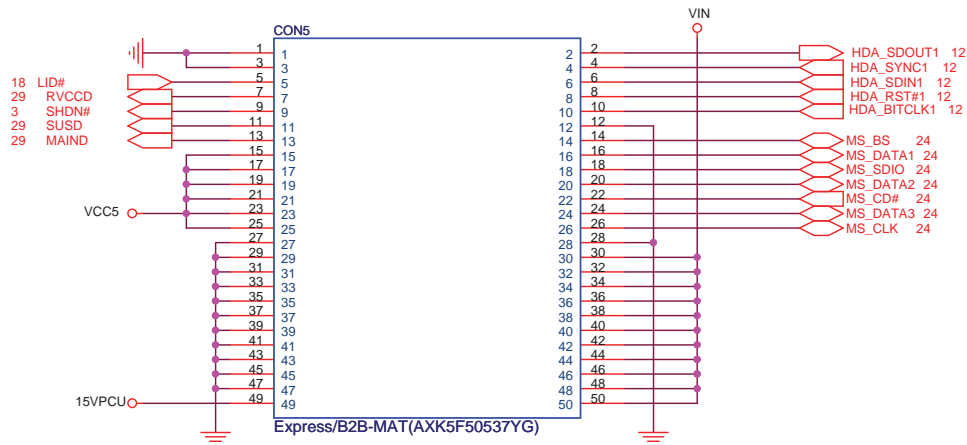 VIN
CON5
1 1 2 2 HDA_SDOUT1 12
3 3 4 4 HDA_SYNC1 12
18 LID# 5 5 6 6 HDA_SDIN1 12
29 RVCCD 7 7 8 8 HDA_RST#1 12
3 SHDN# 9 9 10 10 HDA_BITCLK1 12
29 SUSD 11 11 12 12
29 MAIND 13 13 14 14 MS_BS 24
15 15 16 16 MS_DATA1 24
17 17 18 18 MS_SDIO 24
19 19 20 20 MS_DATA2 24
21 21 22 22 MS_CD# 24
VCC5 23 23 24 24 MS_DATA3 24
25 25 26 26 MS_CLK 24
27 27 28 28
29 29 30 30
31 31 32 32
33 33 34 34
35 35 36 36
37 37 38 38
39 39 40 40
41 41 42 42
43 43 44 44
45 45 46 46
47 47 48 48
15VPCU 49 49 50 50
Express/B2B-MAT(AXK5F50537YG)